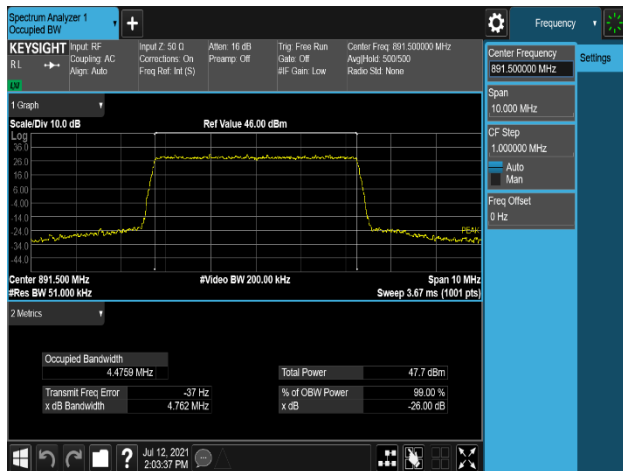 Spectrum Analyzer 1
Occupied BW
Frequency
KEYSIGHT
R L
Input: RF
Coupling: AC
Align: Auto
Input Z: 50 Ω
Corrections: On
Freq Ref: Int (S)
Atten: 16 dB
Preamp: Off
Trig: Free Run
Gate: Off
#IF Gain: Low
Center Freq: 891.500000 MHz
Avg|Hold: 500/500
Radio Std: None
1 Graph
Scale/Div 10.0 dB
Ref Value 46.00 dBm
Log
36.0
26.0
16.0
6.00
-4.00
-14.0
-24.0
-34.0
-44.0
PEAK
Center 891.500 MHz
#Video BW 200.00 kHz
Span 10 MHz
#Res BW 51.000 kHz
Sweep 3.67 ms (1001 pts)
2 Metrics
Occupied Bandwidth
4.4759 MHz
Total Power 47.7 dBm
Transmit Freq Error -37 Hz
% of OBW Power 99.00 %
x dB Bandwidth 4.762 MHz
x dB -26.00 dB
Center Frequency
891.500000 MHz
Settings
Span
10.000 MHz
CF Step
1.000000 MHz
Auto
Man
Freq Offset
0 Hz
?
Jul 12, 2021
2:03:37 PM